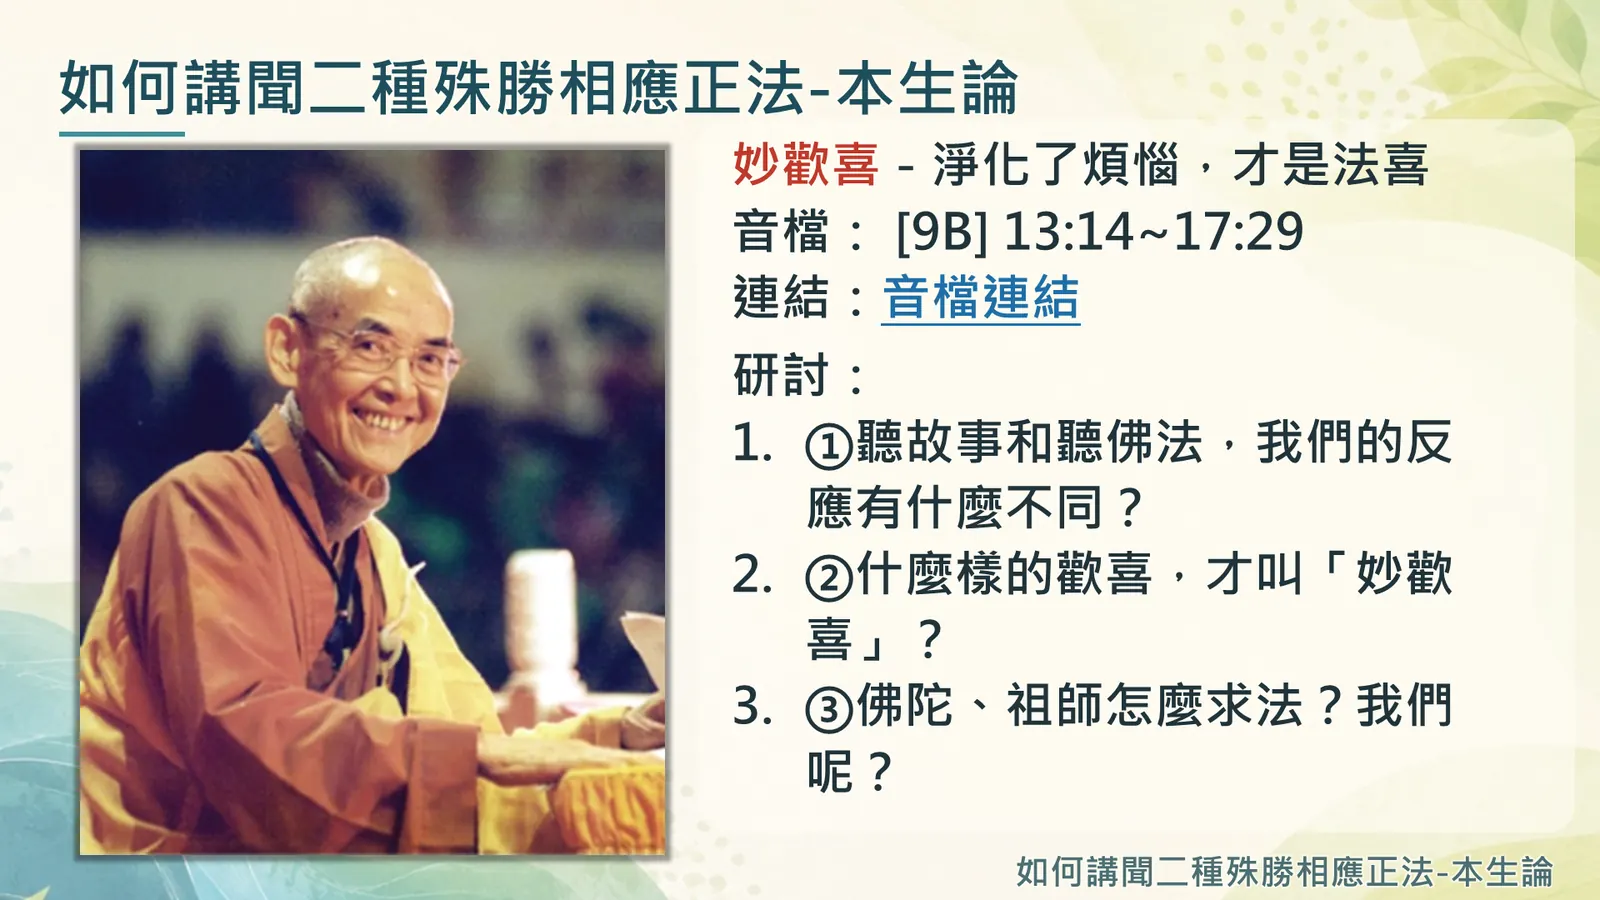 如何講聞二種殊勝相應正法-本生論
妙歡喜 - 淨化了煩惱，才是法喜
音檔： [9B] 13:14~17:29
連結：音檔連結
研討：
1. ①聽故事和聽佛法，我們的反
應有什麼不同？
2. ②什麼樣的歡喜，才叫「妙歡
喜」？
3. ③佛陀、祖師怎麼求法？我們
呢？
如何講聞二種殊勝相應正法-本生論